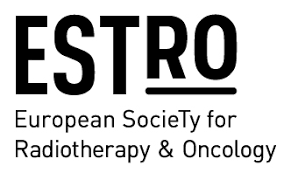 ESTRO
European SocieTy for
Radiotherapy & Oncology